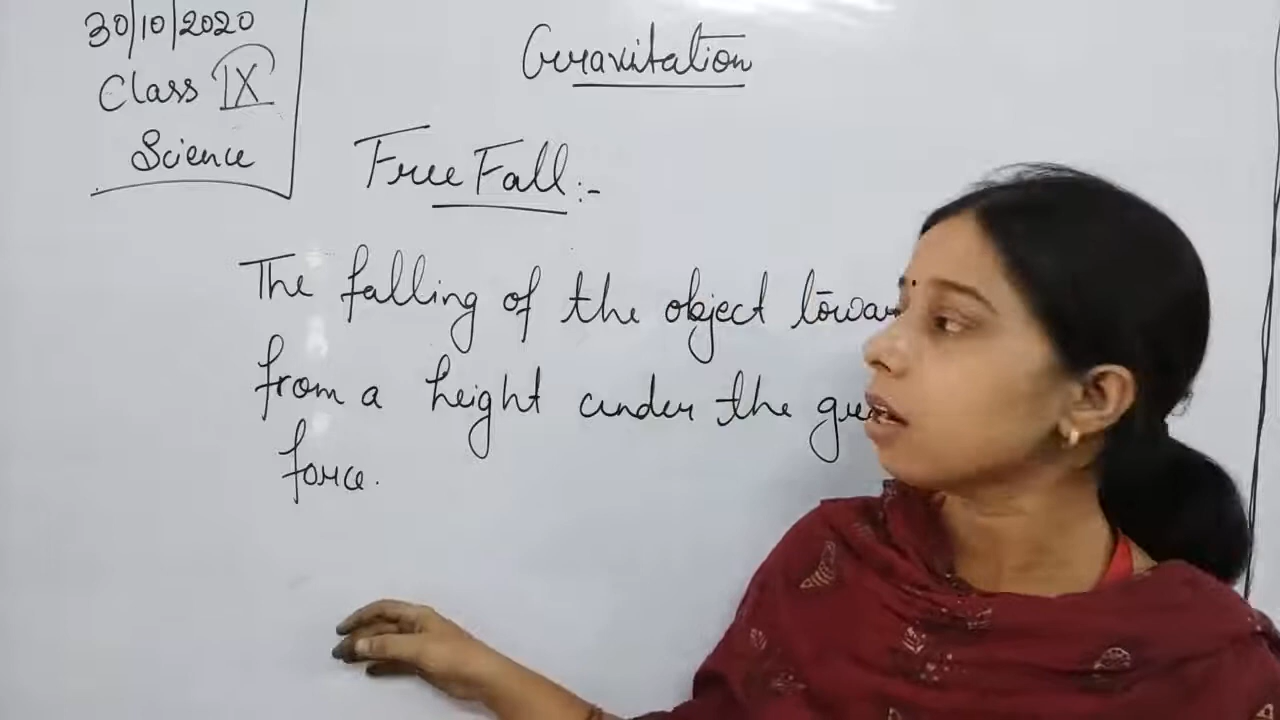 30/10/2020
Class IX
Science
Gravitation
Free Fall:-
The falling of the object
from a height under the
force.